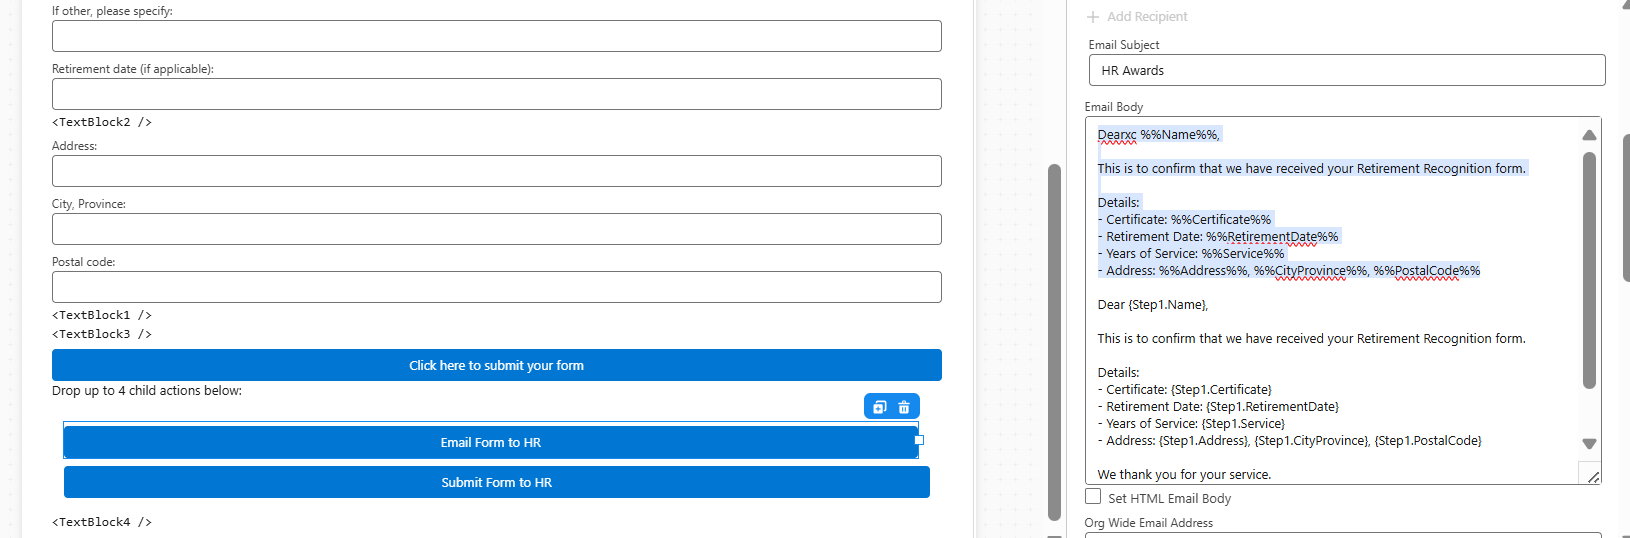 If other, please specify:
Retirement date (if applicable):
<TextBlock2 />
Address:
City, Province:
Postal code:
<TextBlock1 />
<TextBlock3 />
Click here to submit your form
Drop up to 4 child actions below:
Email Form to HR
Submit Form to HR
<TextBlock4 />
Add Recipient
Email Subject
HR Awards
Email Body
Dearxc %%Name%%,
This is to confirm that we have received your Retirement Recognition form.
Details:
- Certificate: %%Certificate%%
- Retirement Date: %%RetirementDate%%
- Years of Service: %%Service%%
- Address: %%Address%%, %%CityProvince%%, %%PostalCode%%
Dear {Step1.Name},
This is to confirm that we have received your Retirement Recognition form.
Details:
- Certificate: {Step1.Certificate}
- Retirement Date: {Step1.RetirementDate}
- Years of Service: {Step1.Service}
- Address: {Step1.Address}, {Step1.CityProvince}, {Step1.PostalCode}
We thank you for your service.
Set HTML Email Body
Org Wide Email Address